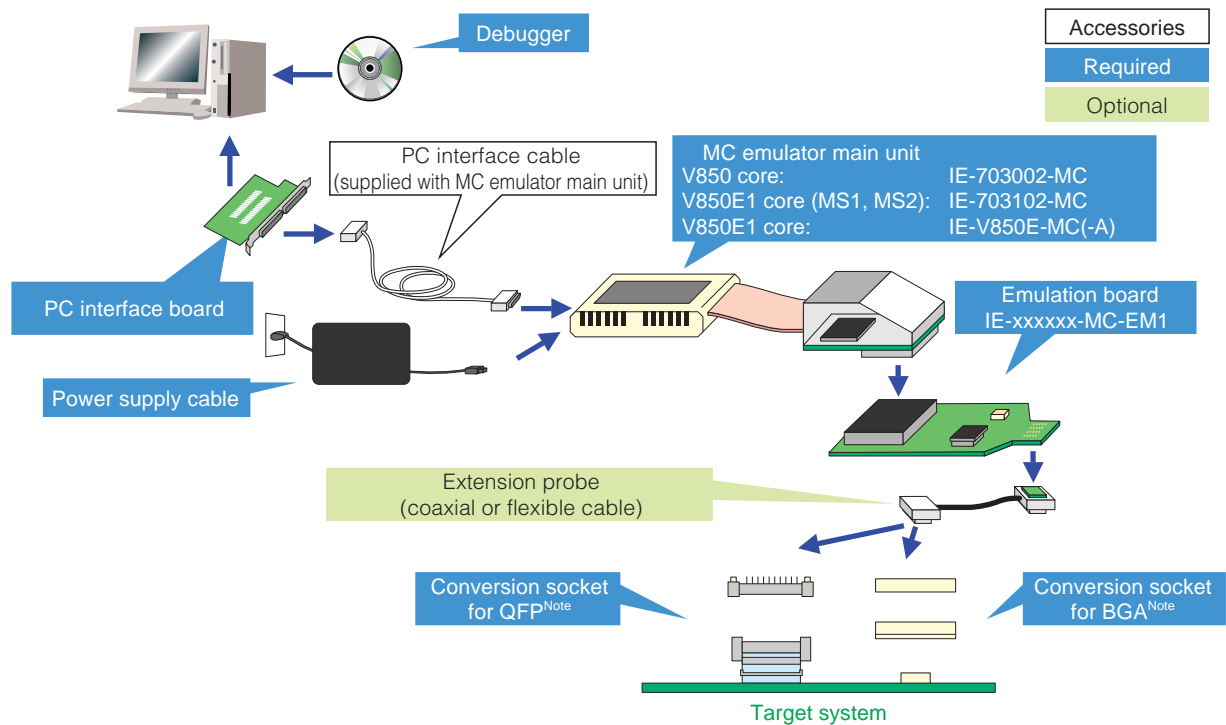 Debugger
Accessories
Required
Optional
PC interface cable
(supplied with MC emulator main unit)
MC emulator main unit
V850 core: IE-703002-MC
V850E1 core (MS1, MS2): IE-703102-MC
V850E1 core: IE-V850E-MC(-A)
PC interface board
Emulation board
IE-xxxxxx-MC-EM1
Power supply cable
Extension probe
(coaxial or flexible cable)
Conversion socket
for QFPNote
Conversion socket
for BGANote
Target system